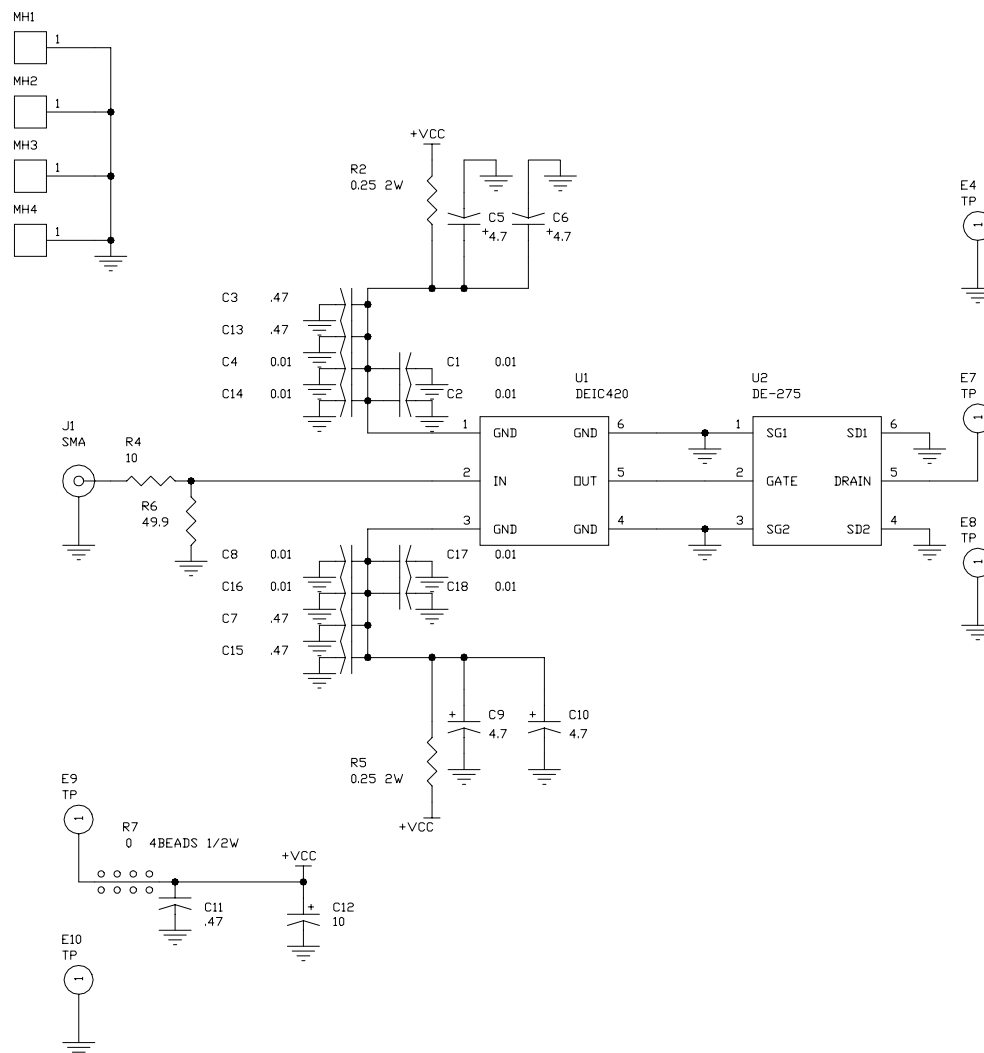 MH1
1
MH2
1
MH3
1
MH4
1
+VCC
R2
0.25 2W
C5
+4.7
C6
+4.7
E4
TP
1
C3 .47
C13 .47
C4 0.01
C14 0.01
C1 0.01
C2 0.01
U1
DEIC420
U2
DE-275
E7
TP
1
J1
SMA
R4
10
R6
49.9
1 GND GND 6
2 IN OUT 5
3 GND GND 4
1 SG1 SD1 6
2 GATE DRAIN 5
3 SG2 SD2 4
E8
TP
1
C8 0.01
C16 0.01
C7 .47
C15 .47
C17 0.01
C18 0.01
+ C9
4.7
+ C10
4.7
R5
0.25 2W
+VCC
E9
TP
1
R7
0 4BEADS 1/2W
+VCC
C11
.47
+ C12
10
E10
TP
1